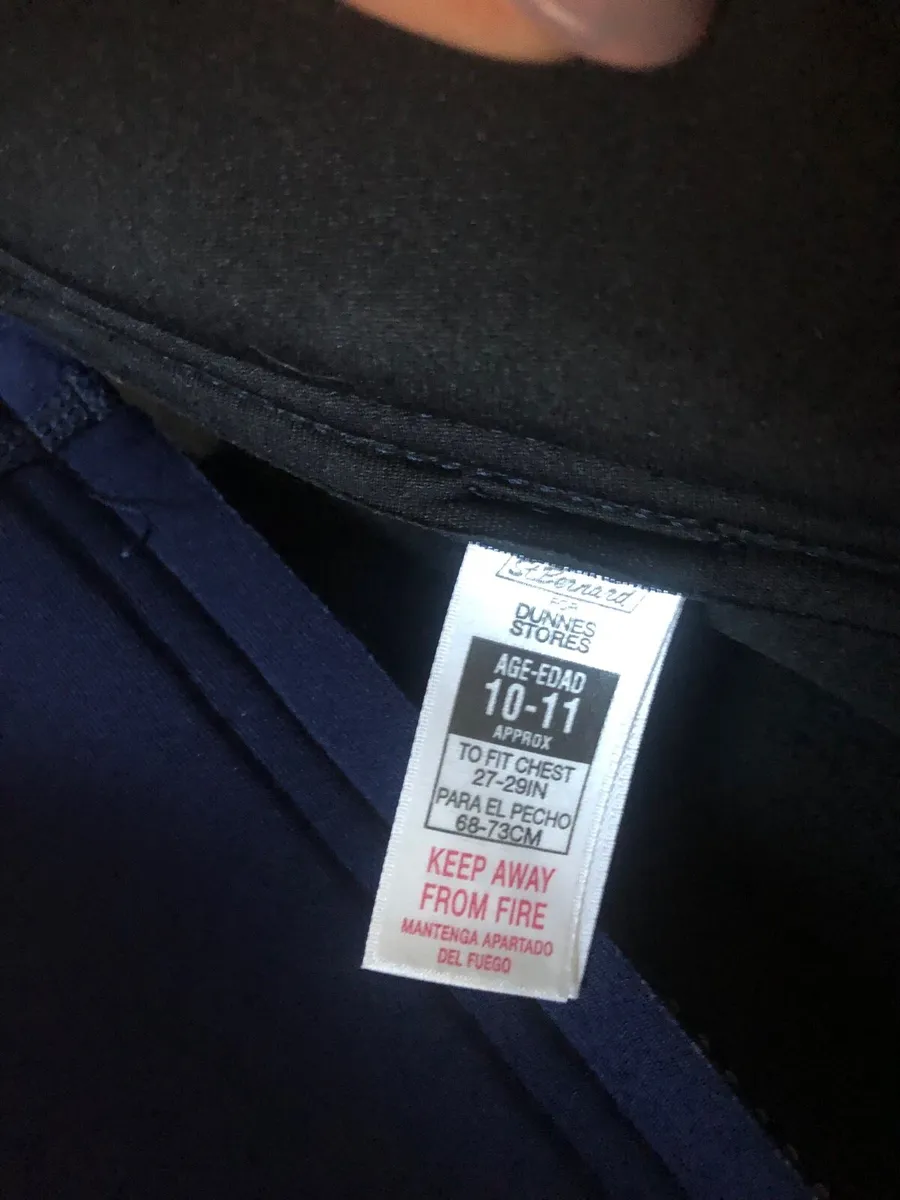 St Bernard
FOR
DUNNES
STORES
AGE-EDAD
10-11
APPROX
TO FIT CHEST
27-29IN
PARA EL PECHO
68-73CM
KEEP AWAY
FROM FIRE
MANTENGA APARTADO
DEL FUEGO